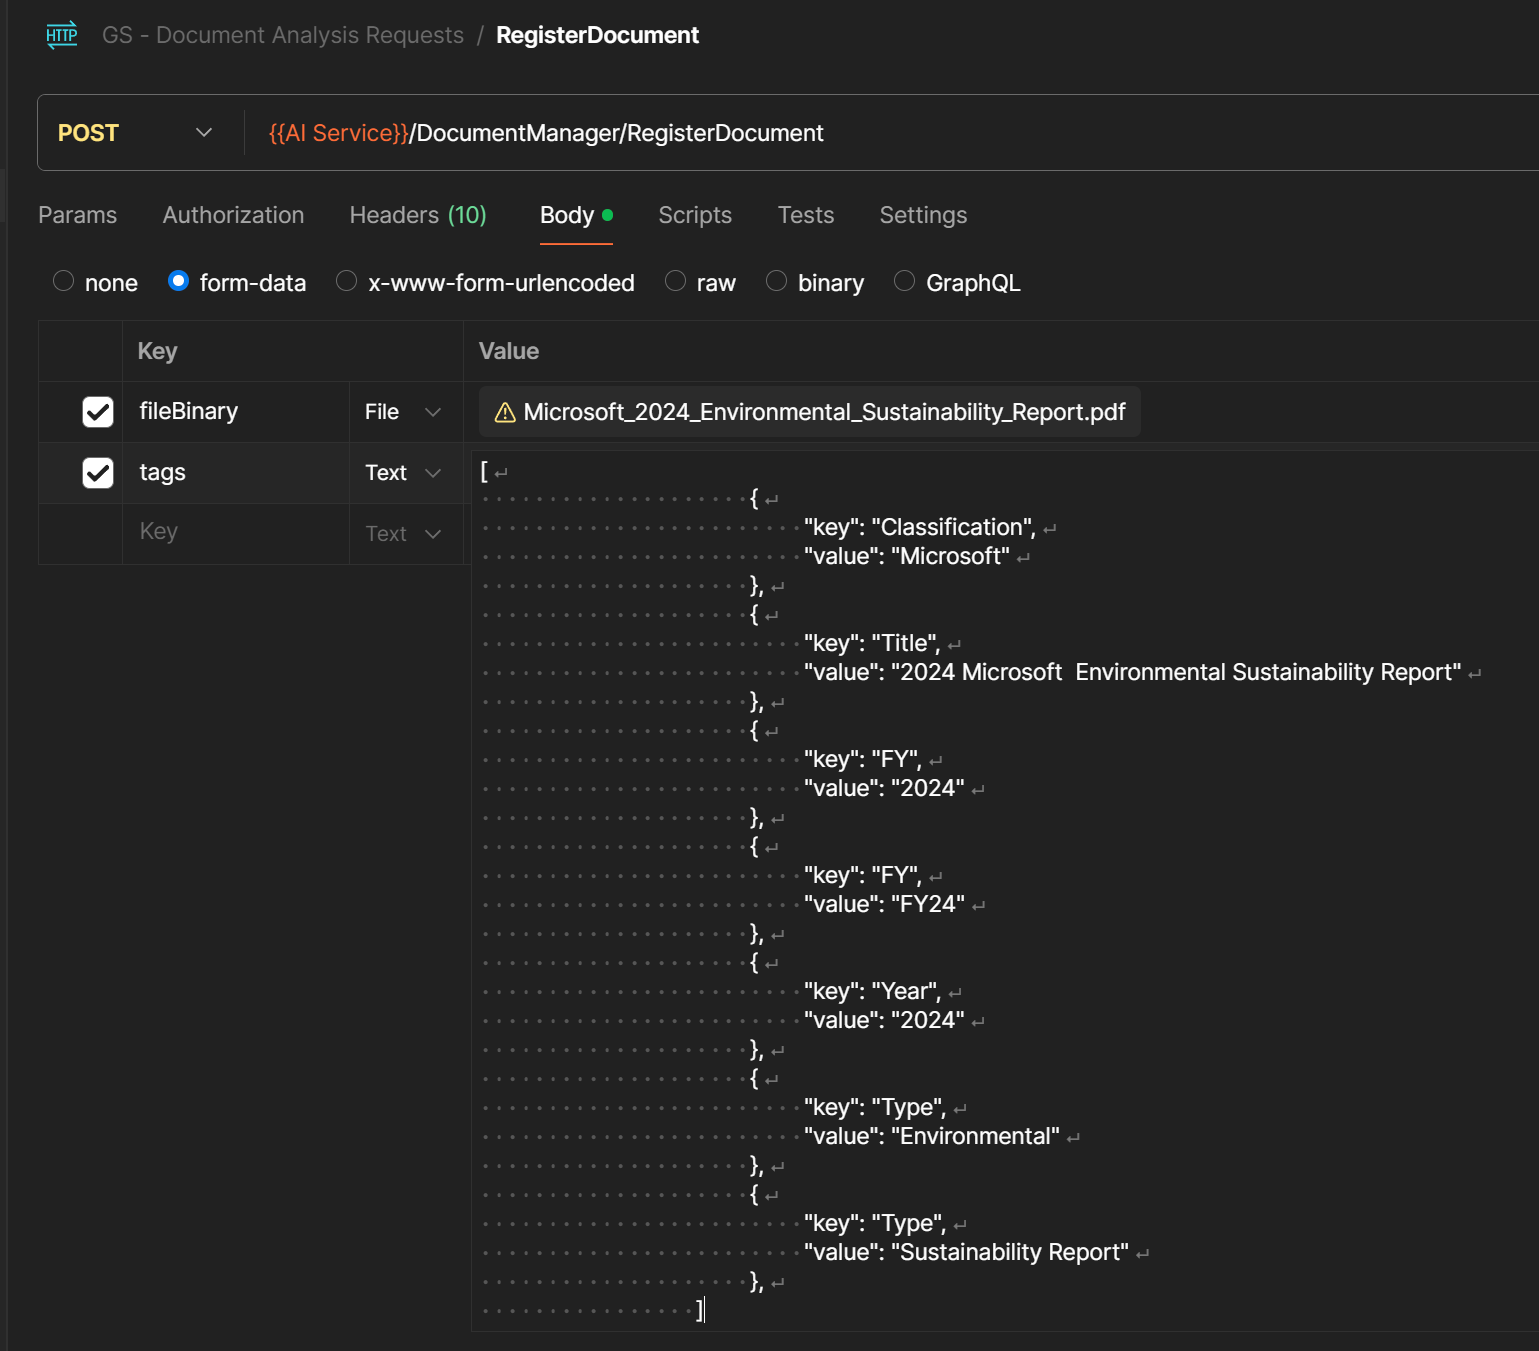 HTTP GS - Document Analysis Requests / RegisterDocument
POST {{AI Service}}/DocumentManager/RegisterDocument
Params Authorization Headers (10) Body Scripts Tests Settings
none form-data x-www-form-urlencoded raw binary GraphQL
Key Value
fileBinary File Microsoft_2024_Environmental_Sustainability_Report.pdf
tags Text [
{
Key Text "key": "Classification",
"value": "Microsoft"
},
{
"key": "Title",
"value": "2024 Microsoft  Environmental Sustainability Report"
},
{
"key": "FY",
"value": "2024"
},
{
"key": "FY",
"value": "FY24"
},
{
"key": "Year",
"value": "2024"
},
{
"key": "Type",
"value": "Environmental"
},
{
"key": "Type",
"value": "Sustainability Report"
},
]